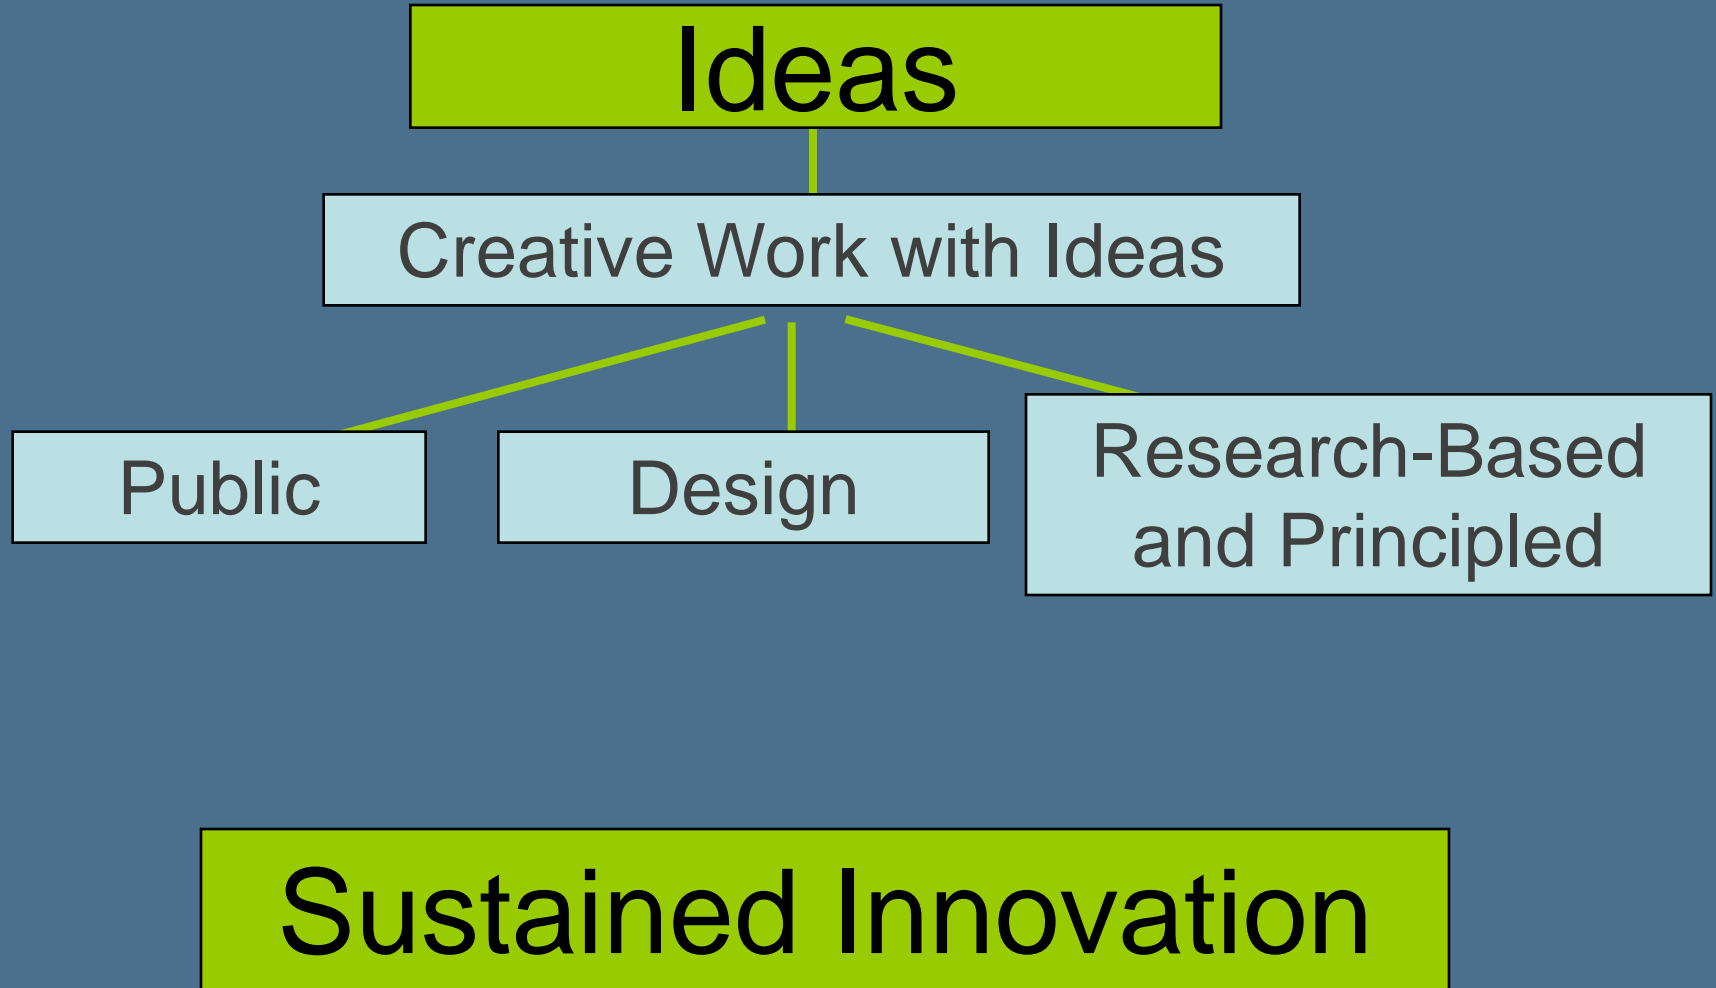 Ideas
Creative Work with Ideas
Public
Design
Research-Based
and Principled
Sustained Innovation